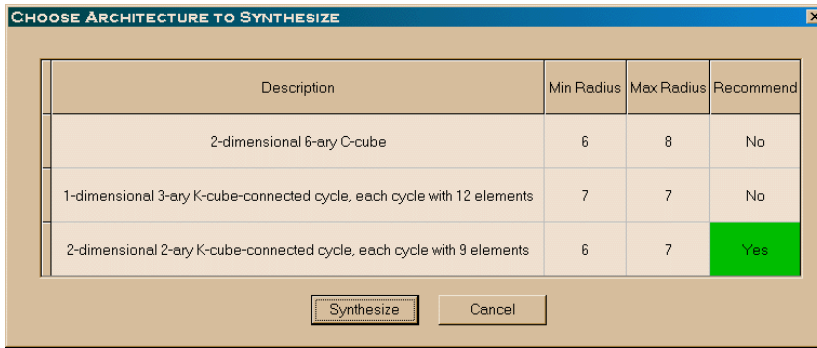 CHOOSE ARCHITECTURE TO SYNTHESIZE
Description Min Radius Max Radius Recommend
2-dimensional 6-ary C-cube 6 8 No
1-dimensional 3-ary K-cube-connected cycle, each cycle with 12 elements 7 7 No
2-dimensional 2-ary K-cube-connected cycle, each cycle with 9 elements 6 7 Yes
Synthesize Cancel